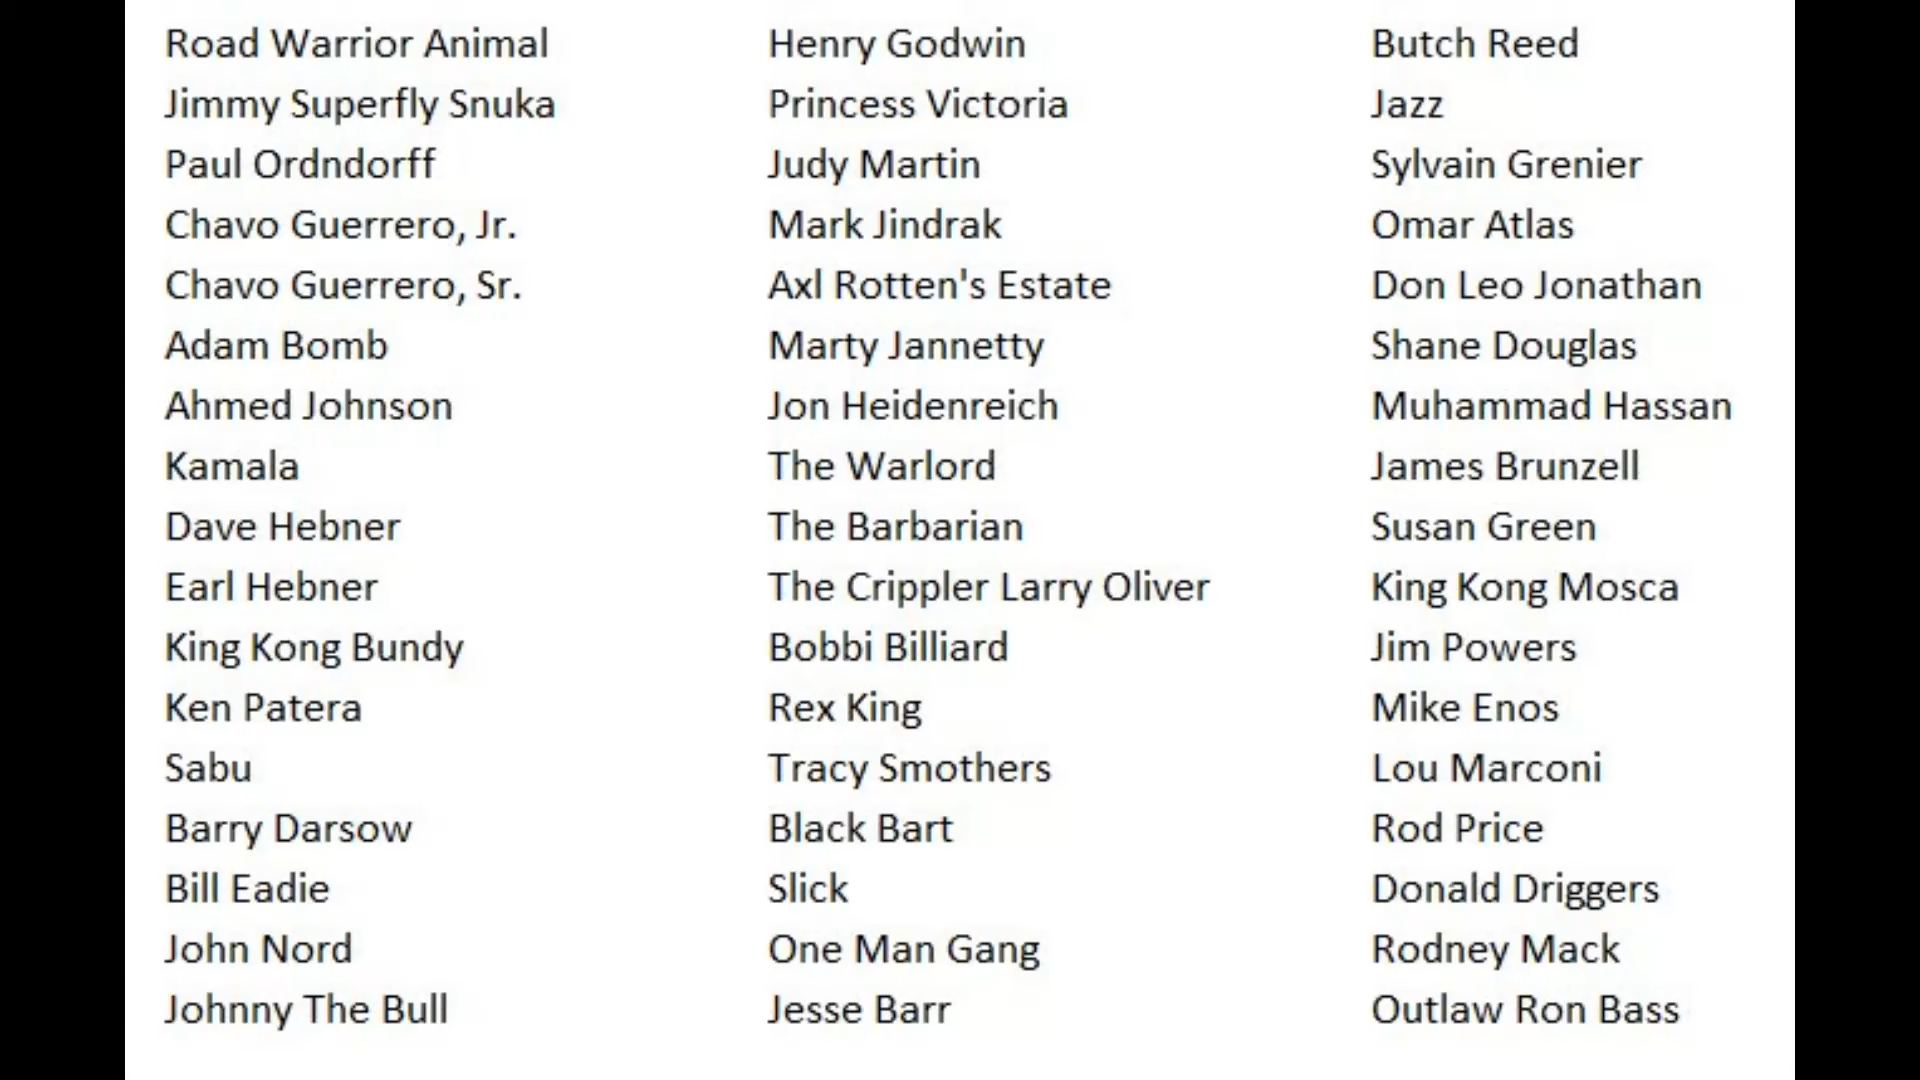 Road Warrior Animal
Jimmy Superfly Snuka
Paul Ordndorff
Chavo Guerrero, Jr.
Chavo Guerrero, Sr.
Adam Bomb
Ahmed Johnson
Kamala
Dave Hebner
Earl Hebner
King Kong Bundy
Ken Patera
Sabu
Barry Darsow
Bill Eadie
John Nord
Johnny The Bull
Henry Godwin
Princess Victoria
Judy Martin
Mark Jindrak
Axl Rotten's Estate
Marty Jannetty
Jon Heidenreich
The Warlord
The Barbarian
The Crippler Larry Oliver
Bobbi Billiard
Rex King
Tracy Smothers
Black Bart
Slick
One Man Gang
Jesse Barr
Butch Reed
Jazz
Sylvain Grenier
Omar Atlas
Don Leo Jonathan
Shane Douglas
Muhammad Hassan
James Brunzell
Susan Green
King Kong Mosca
Jim Powers
Mike Enos
Lou Marconi
Rod Price
Donald Driggers
Rodney Mack
Outlaw Ron Bass